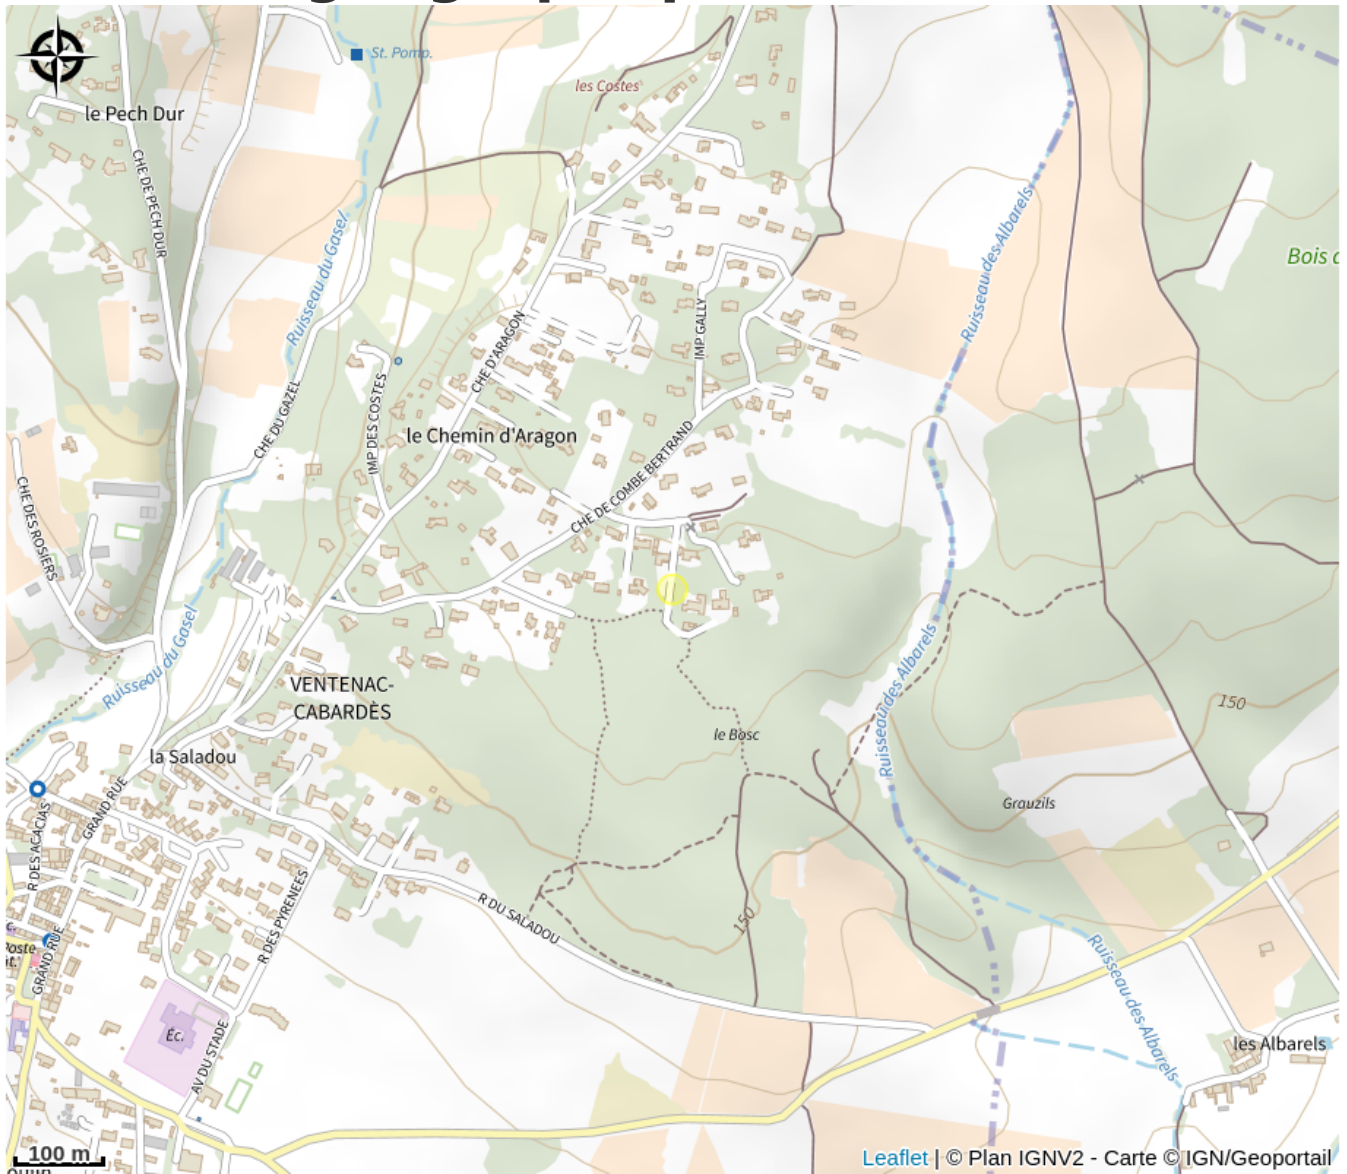 St. Pomp.
les Costes
le Pech Dur
CHE DE PECH DUR
Ruisseau du Gasel
Ruisseau des Albarels
Bois d
Ruisseau des Albarels
IMP GALLY
CHE D'ARAGON
CHE DU GAZEL
IMP DES COSTES
le Chemin d'Aragon
CHE DE COMBE BERTRAND
CHE DES ROSIERS
Ruisseau du Gasel
VENTENAC-
CABARDÈS
Ruisseau des Albarels
150
le Bosc
la Saladou
Grauzils
GRAND RUE
R DES ACACIAS
R DES PYRENEES
R DU SALADOU
150
Poste
GRAND RUE
Ruisseau des Albarels
Éc.
AV DU STADE
les Albarels
100 m
Leaflet | © Plan IGNV2 - Carte © IGN/Geoportail